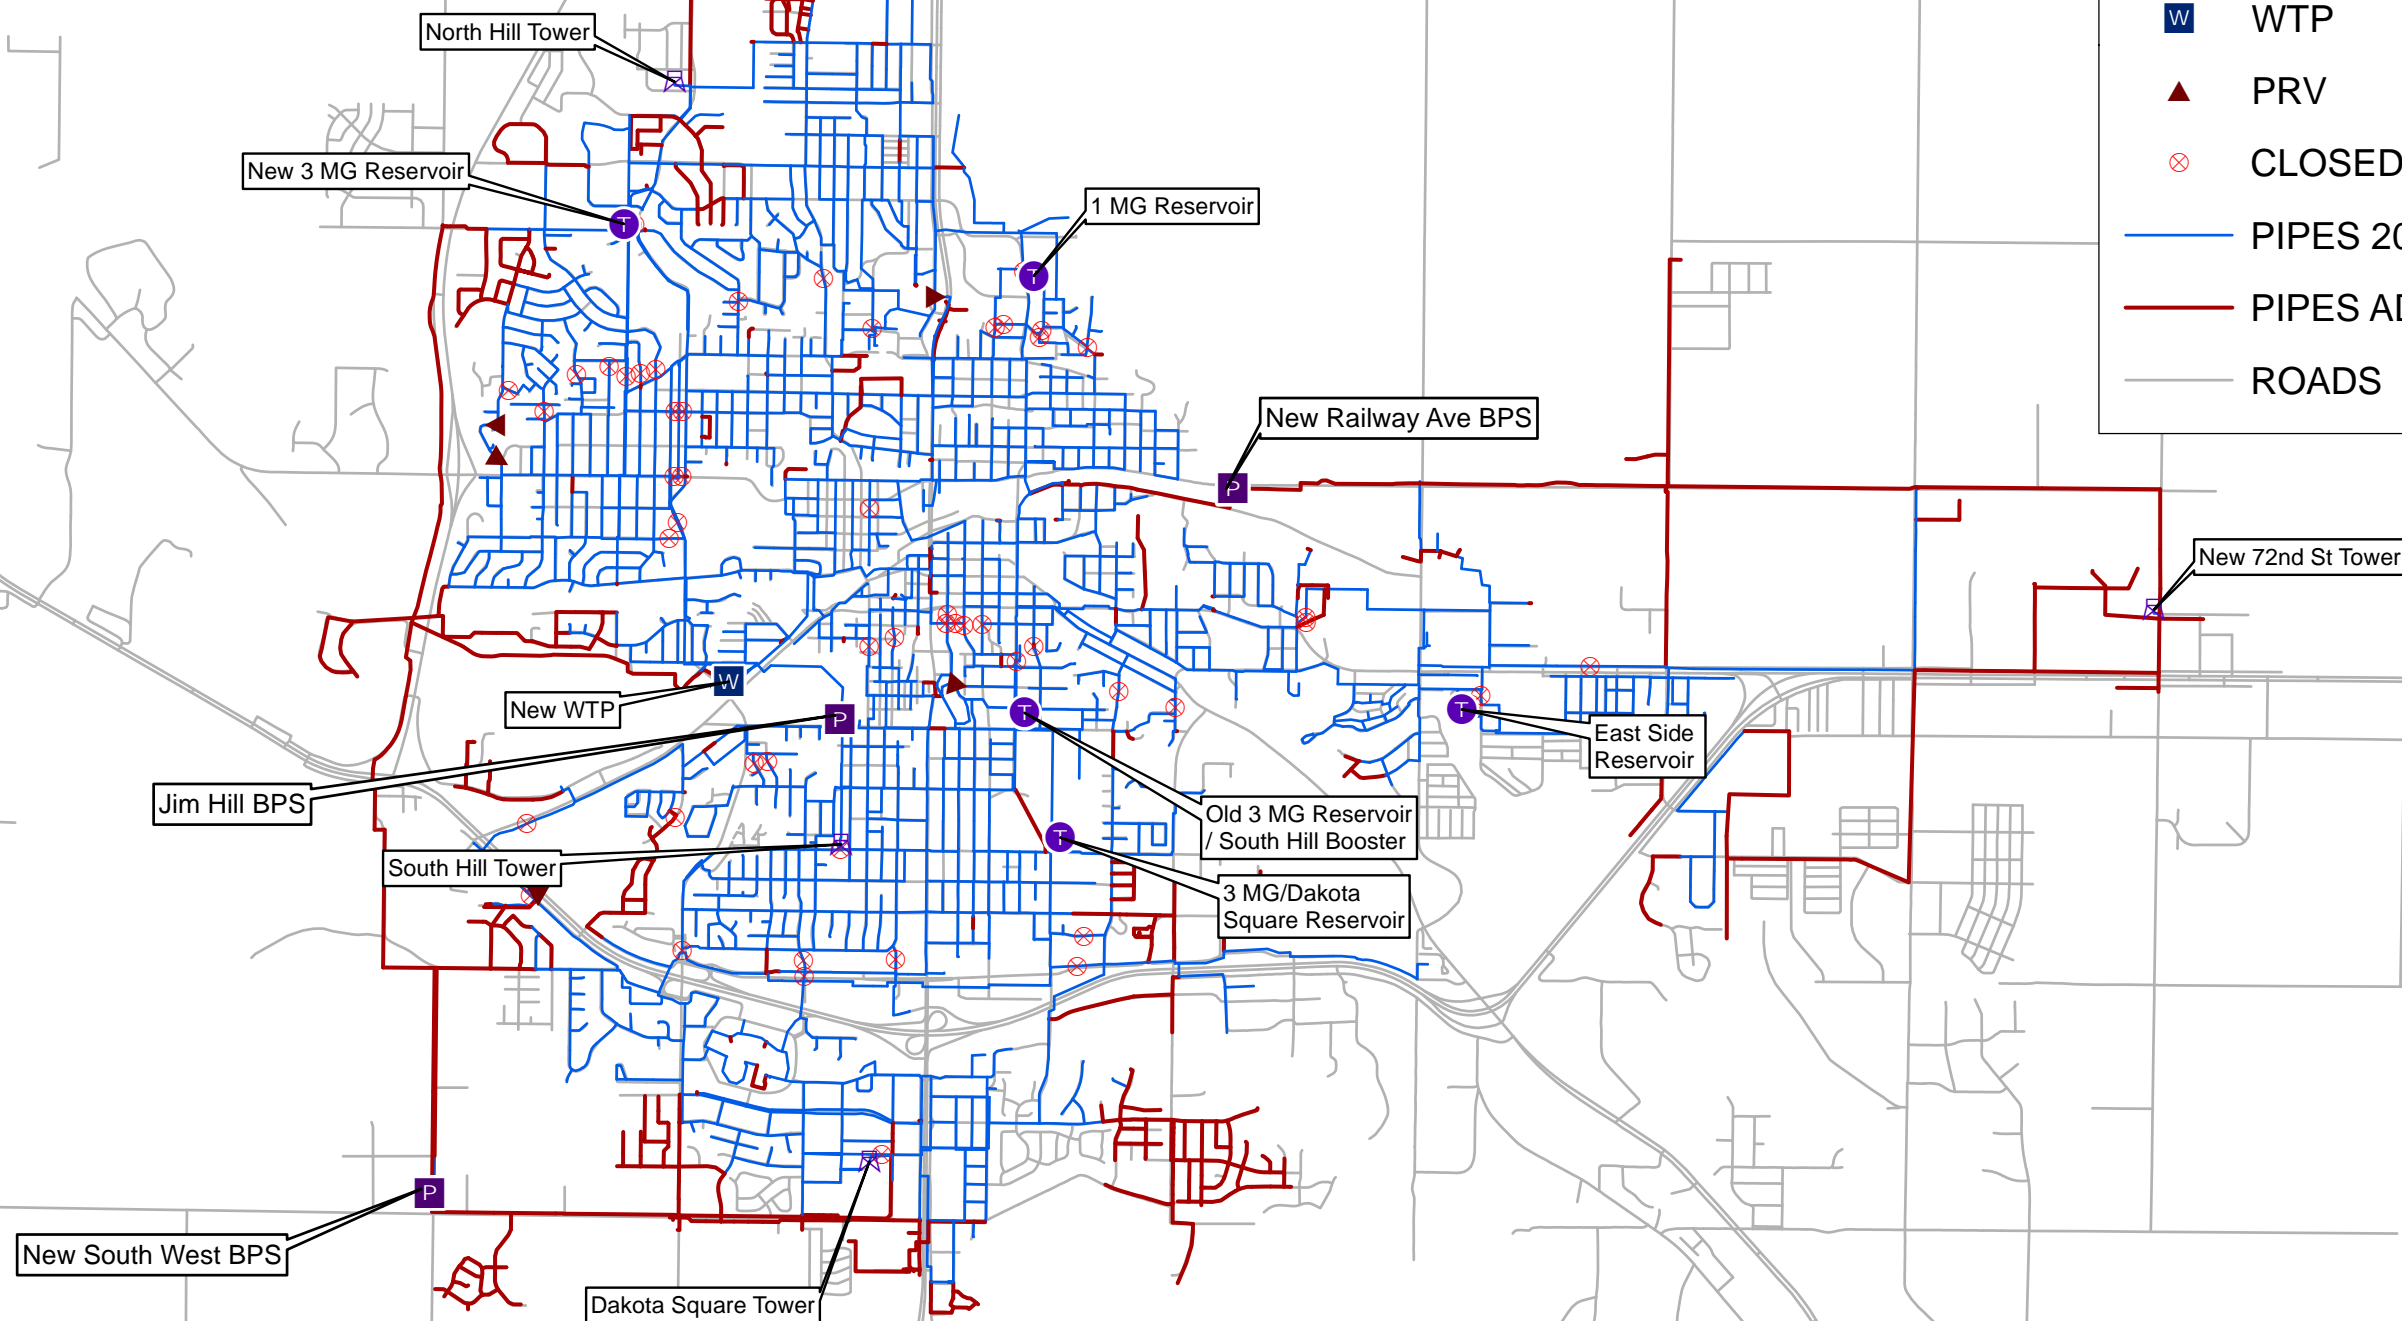 North Hill Tower
W WTP
PRV
New 3 MG Reservoir
T
CLOSED
1 MG Reservoir
T
PIPES 20
PIPES AD
ROADS
New Railway Ave BPS
P
New 72nd St Tower
W
New WTP
P
T
T
East Side
Reservoir
Jim Hill BPS
Old 3 MG Reservoir
/ South Hill Booster
T
South Hill Tower
3 MG/Dakota
Square Reservoir
P
New South West BPS
Dakota Square Tower